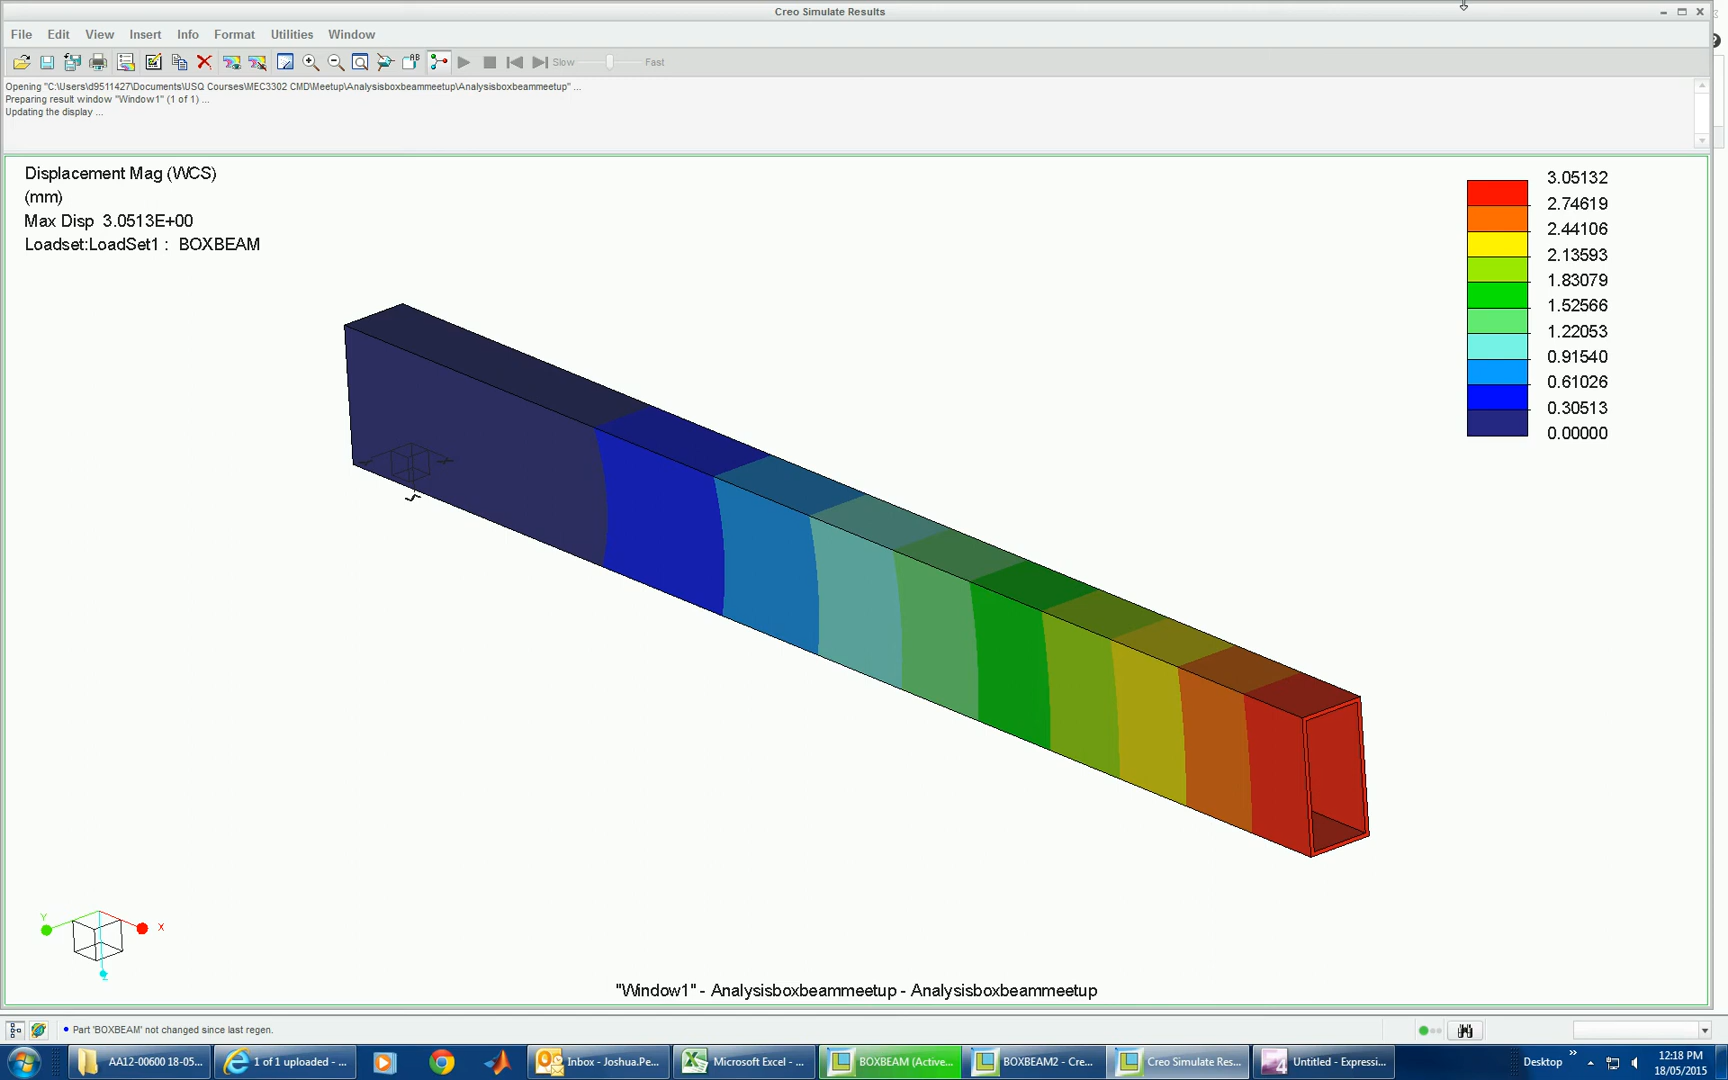 Creo Simulate Results
File Edit View Insert Info Format Utilities Window
Slow Fast
Opening "C:\Users\d9511427\Documents\USQ Courses\MEC3302 CMD\Meetup\Analysisboxbeammeetup\Analysisboxbeammeetup" ...
Preparing result window "Window1" (1 of 1) ...
Updating the display ...
Displacement Mag (WCS)
(mm)
Max Disp 3.0513E+00
Loadset:LoadSet1 : BOXBEAM
3.05132
2.74619
2.44106
2.13593
1.83079
1.52566
1.22053
0.91540
0.61026
0.30513
0.00000
Y
X
Z
"Window1" - Analysisboxbeammeetup - Analysisboxbeammeetup
Part 'BOXBEAM' not changed since last regen.
AA12-00600 18-05...
1 of 1 uploaded - ...
Inbox - Joshua.Pe...
Microsoft Excel - ...
BOXBEAM (Active...
BOXBEAM2 - Cre...
Creo Simulate Res...
Untitled - Expressi...
Desktop
12:18 PM
18/05/2015